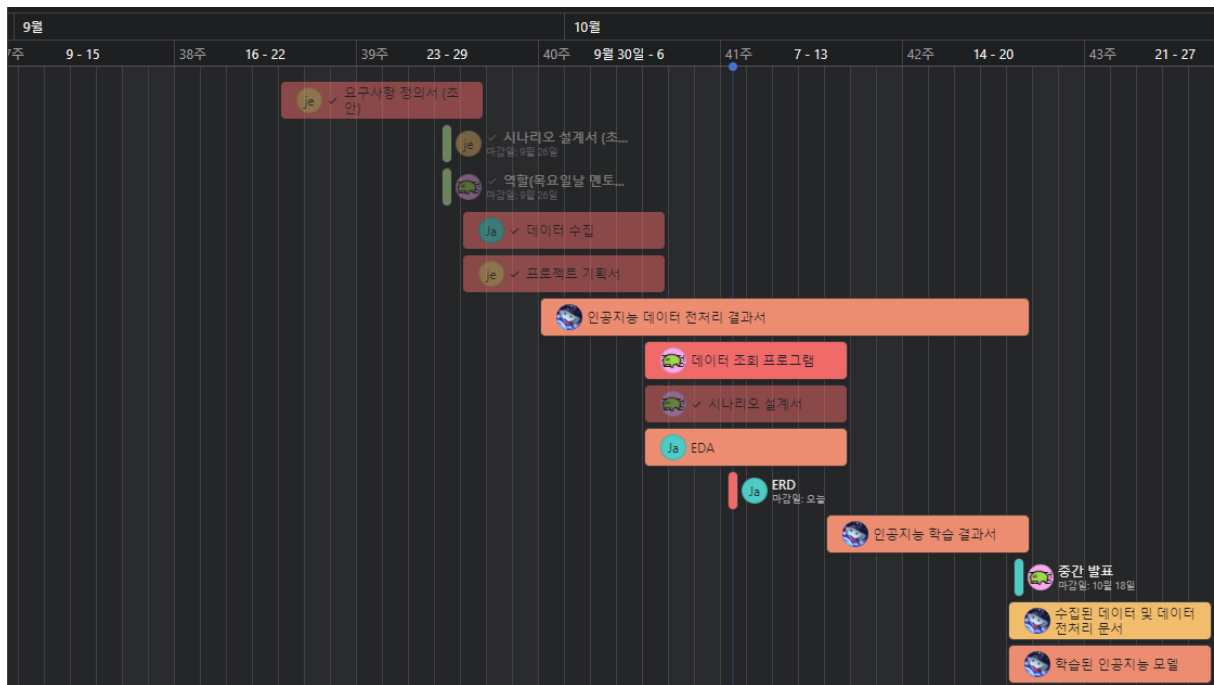 9월
10월
7주
9 - 15
38주
16 - 22
39주
23 - 29
40주
9월 30일 - 6
41주
7 - 13
42주
14 - 20
43주
21 - 27
je
✓ 요구사항 정의서 (초
안)
je
✓ 시나리오 설계서 (초...
마감일: 9월 26일
✓ 역할(목요일날 멘토...
마감일: 9월 26일
Ja
✓ 데이터 수집
je
✓ 프로젝트 기획서
인공지능 데이터 전처리 결과서
데이터 조회 프로그램
✓ 시나리오 설계서
Ja
EDA
Ja
ERD
마감일: 오늘
인공지능 학습 결과서
중간 발표
마감일: 10월 18일
수집된 데이터 및 데이터
전처리 문서
학습된 인공지능 모델